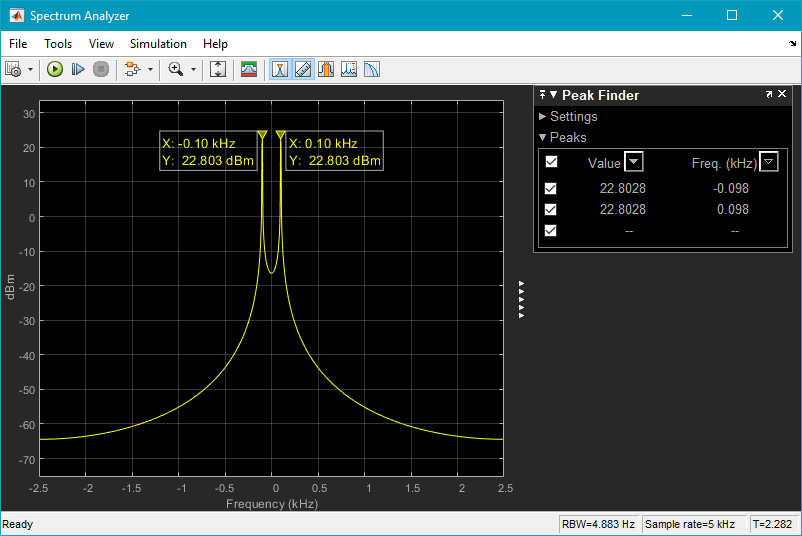 Spectrum Analyzer
File Tools View Simulation Help
Peak Finder
Settings
Peaks
Value Freq. (kHz)
22.8028 -0.098
22.8028 0.098
-- --
X: -0.10 kHz
Y: 22.803 dBm
X: 0.10 kHz
Y: 22.803 dBm
dBm
30
20
10
0
-10
-20
-30
-40
-50
-60
-70
-2.5 -2 -1.5 -1 -0.5 0 0.5 1 1.5 2 2.5
Frequency (kHz)
Ready RBW=4.883 Hz Sample rate=5 kHz T=2.282